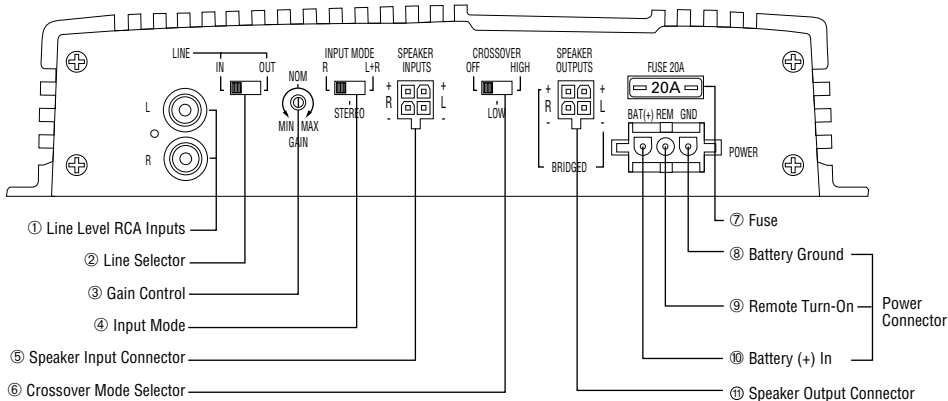 LINE
IN OUT
NOM
MIN MAX
GAIN
INPUT MODE
R L+R
STEREO
SPEAKER
INPUTS
+ +
R L
- -
CROSSOVER
OFF HIGH
LOW
SPEAKER
OUTPUTS
+ +
R L
- -
BRIDGED
FUSE 20A
20A
BAT(+) REM GND
POWER
L
R
① Line Level RCA Inputs
② Line Selector
③ Gain Control
④ Input Mode
⑤ Speaker Input Connector
⑥ Crossover Mode Selector
⑦ Fuse
⑧ Battery Ground
⑨ Remote Turn-On
⑩ Battery (+) In
Power
Connector
⑪ Speaker Output Connector